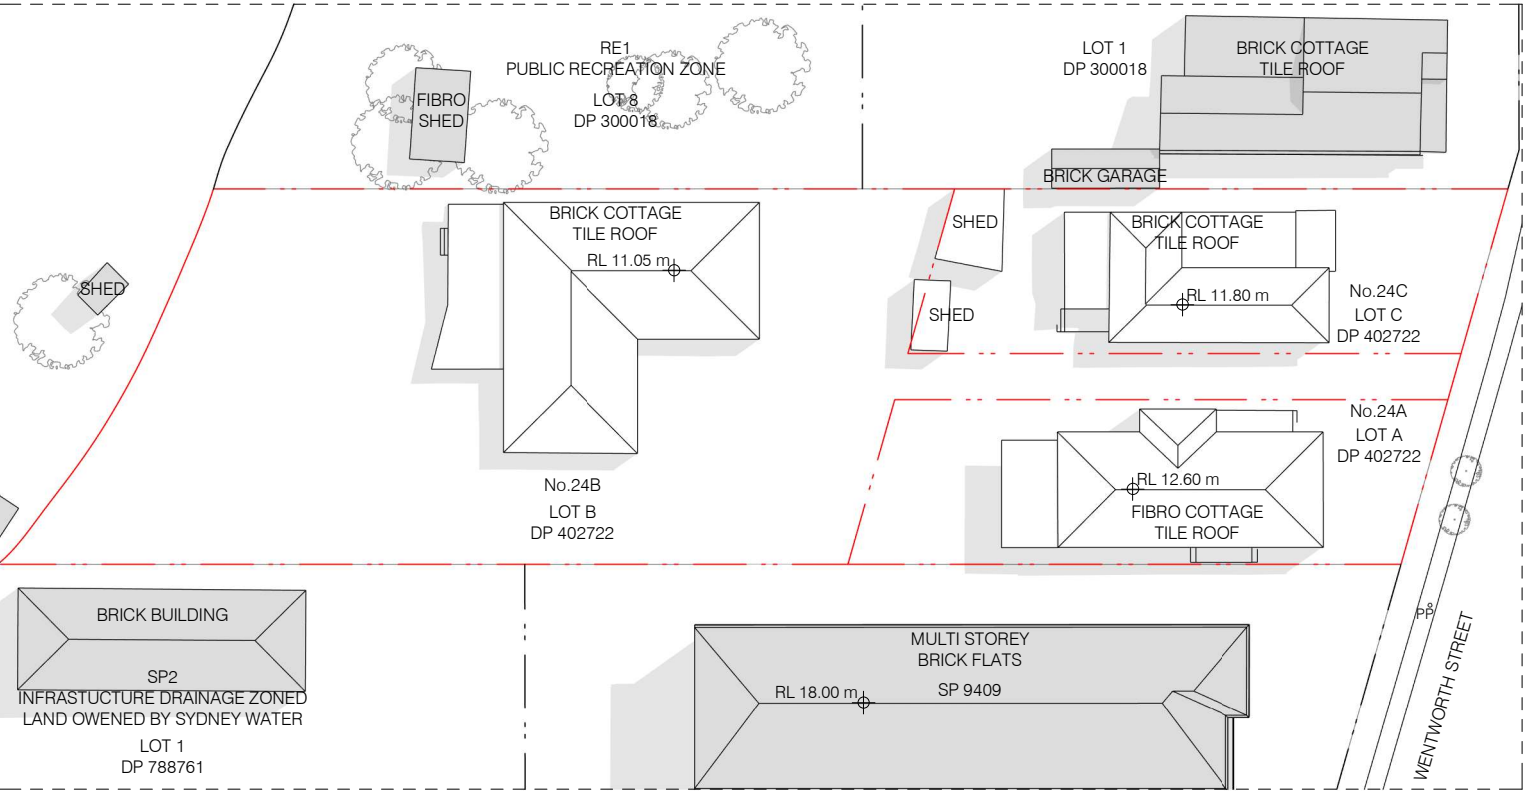 RE1
PUBLIC RECREATION ZONE
LOT 8
DP 300018
FIBRO
SHED
LOT 1
DP 300018
BRICK COTTAGE
TILE ROOF
BRICK GARAGE
SHED
BRICK COTTAGE
TILE ROOF
RL 11.05 m
SHED
SHED
BRICK COTTAGE
TILE ROOF
RL 11.80 m
No.24C
LOT C
DP 402722
No.24B
LOT B
DP 402722
No.24A
LOT A
DP 402722
RL 12.60 m
FIBRO COTTAGE
TILE ROOF
BRICK BUILDING
SP2
INFRASTUCTURE DRAINAGE ZONED
LAND OWENED BY SYDNEY WATER
LOT 1
DP 788761
MULTI STOREY
BRICK FLATS
SP 9409
RL 18.00 m
PP
WENTWORTH STREET